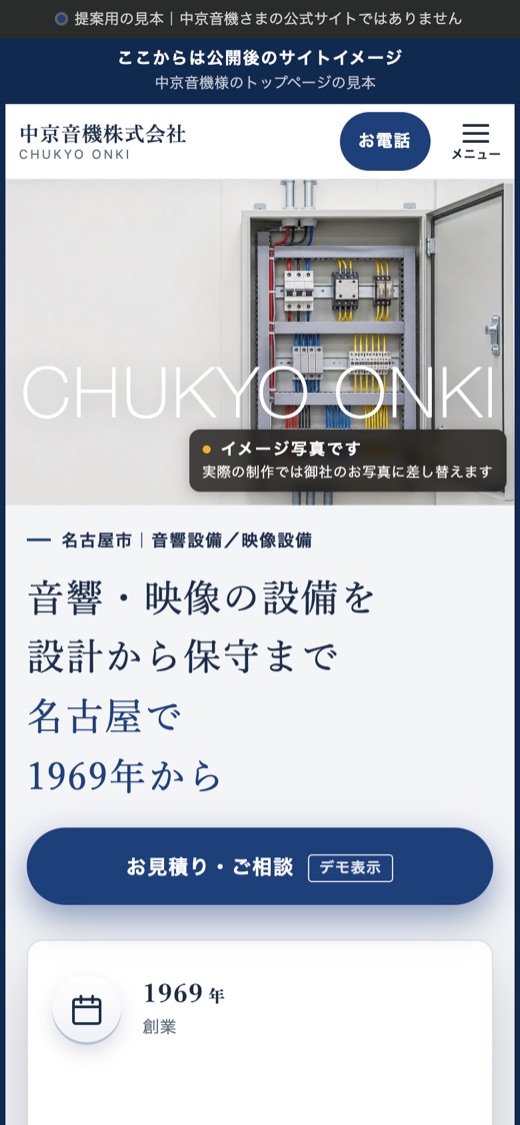 提案用の見本｜中京音機さまの公式サイトではありません
ここからは公開後のサイトイメージ
中京音機様のトップページの見本
中京音機株式会社
CHUKYO ONKI
お電話
メニュー
CHUKYO ONKI
イメージ写真です
実際の制作では御社のお写真に差し替えます
名古屋市｜音響設備／映像設備
音響・映像の設備を
設計から保守まで
名古屋で
1969年から
お見積り・ご相談 デモ表示
1969年
創業